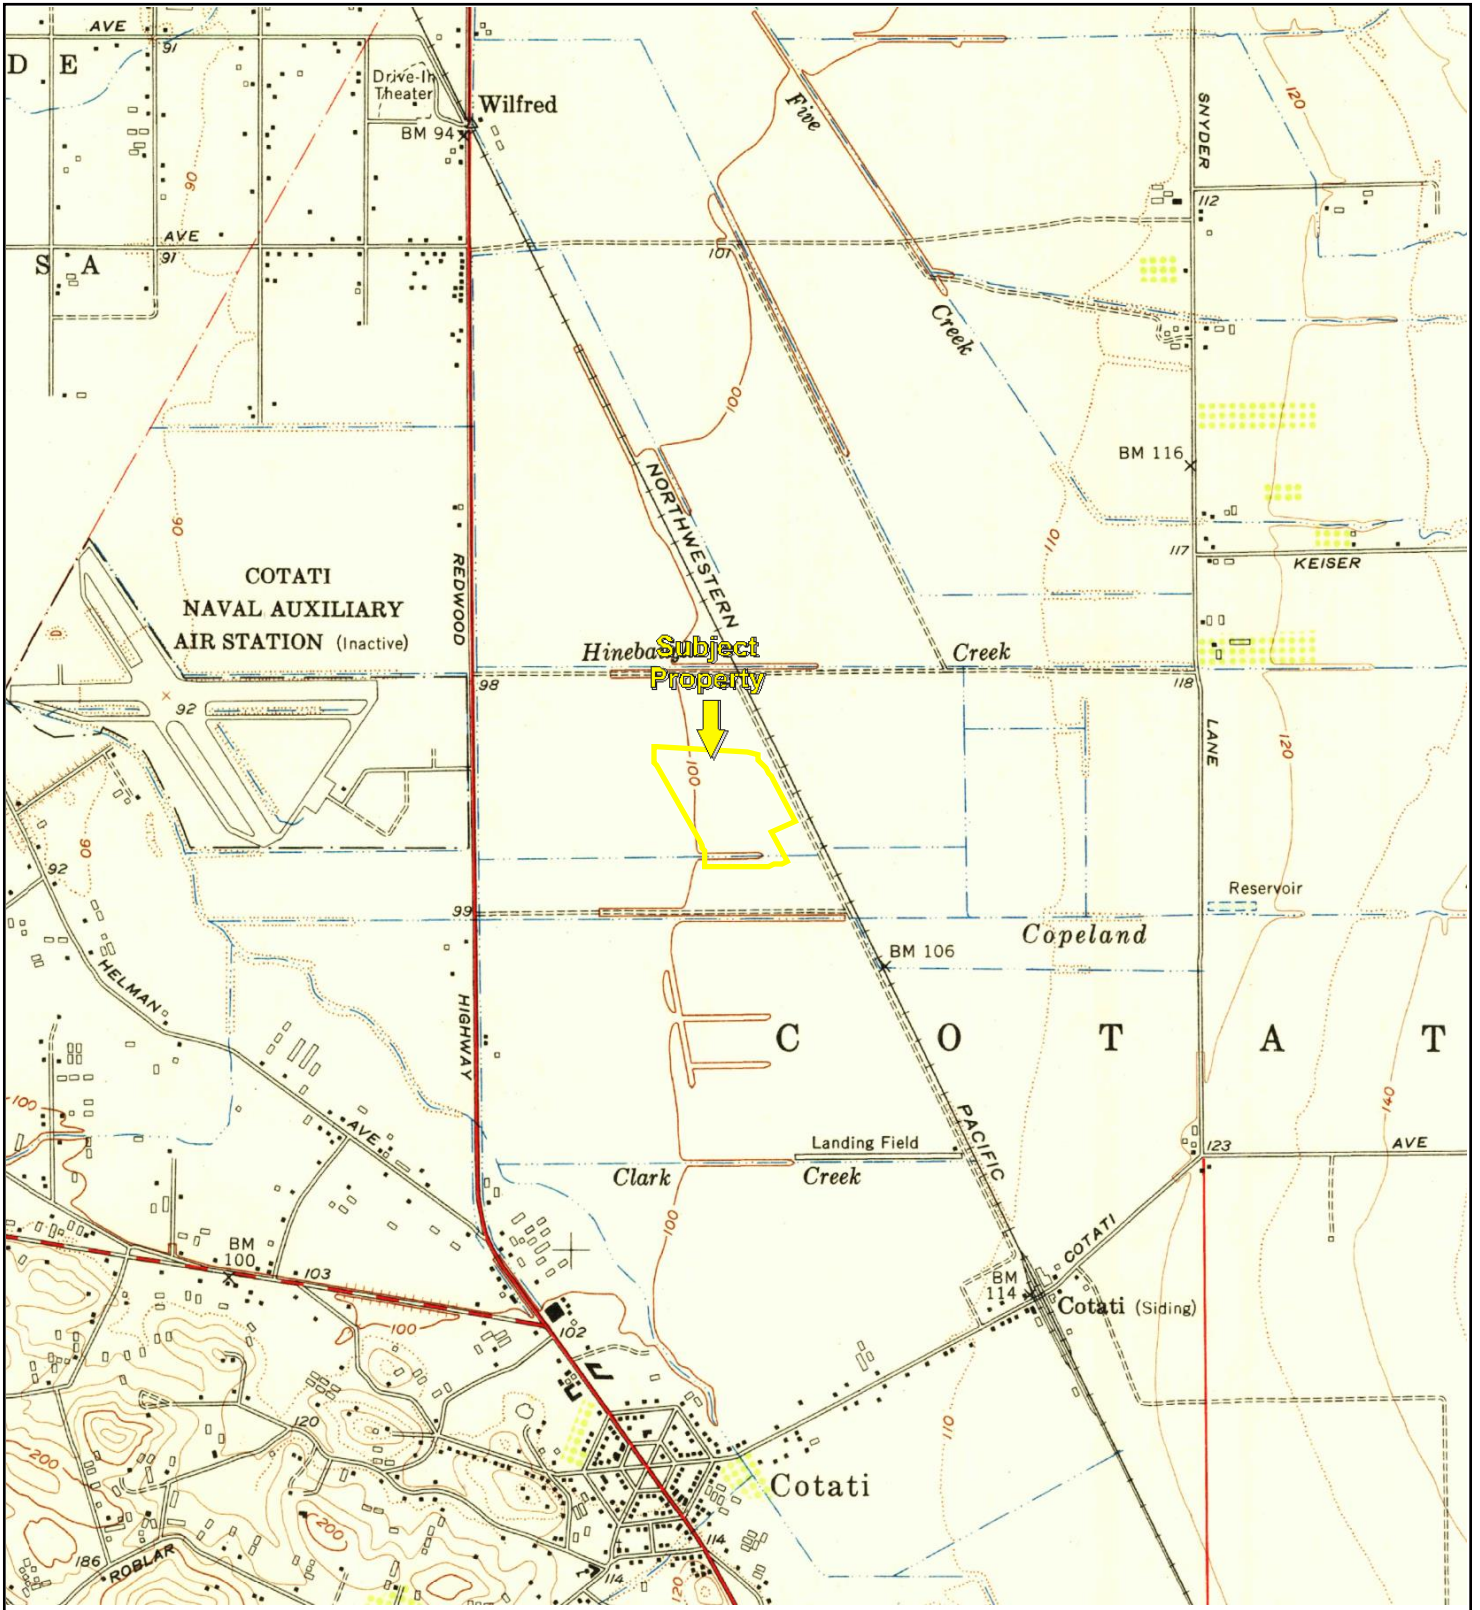 AVE
91
D E
Drive-In
Theater
Wilfred
BM 94
Five
SNYDER
120
90
112
AVE
91
S A
101
Creek
100
BM 116
NORTHWESTERN
90
110
117
KEISER
COTATI
NAVAL AUXILIARY
AIR STATION (Inactive)
REDWOOD
Subject
Property
Creek
98
118
92
LANE
120
100
90
92
99
Reservoir
Copeland
BM 106
HELMAN
HIGHWAY
C O T A T
100
AVE
PACIFIC
140
Landing Field
123
AVE
Clark
Creek
100
COTATI
BM
100
103
BM
114
Cotati (Siding)
100
102
120
110
200
Cotati
200
114
186
ROBLAR
114
120